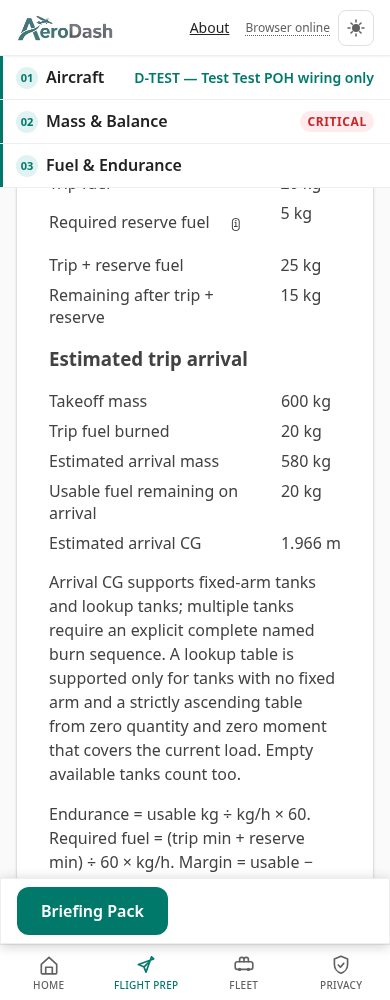 AeroDash
About
Browser online
01 Aircraft D-TEST — Test Test POH wiring only
02 Mass & Balance CRITICAL
03 Fuel & Endurance
Trip fuel 20 kg
Required reserve fuel 5 kg
Trip + reserve fuel 25 kg
Remaining after trip + 15 kg
reserve
Estimated trip arrival
Takeoff mass 600 kg
Trip fuel burned 20 kg
Estimated arrival mass 580 kg
Usable fuel remaining on 20 kg
arrival
Estimated arrival CG 1.966 m
Arrival CG supports fixed-arm tanks
and lookup tanks; multiple tanks
require an explicit complete named
burn sequence. A lookup table is
supported only for tanks with no fixed
arm and a strictly ascending table
from zero quantity and zero moment
that covers the current load. Empty
available tanks count too.
Endurance = usable kg ÷ kg/h × 60.
Required fuel = (trip min + reserve
min) ÷ 60 × kg/h. Margin = usable −
Briefing Pack
HOME FLIGHT PREP FLEET PRIVACY